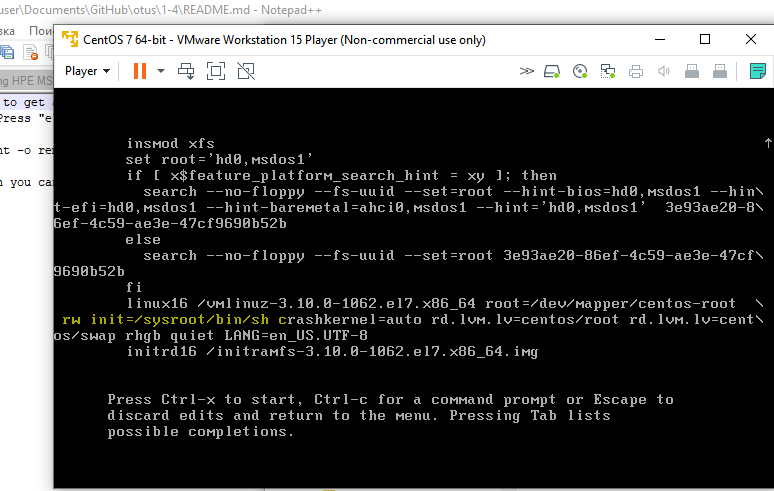 user\Documents\GitHub\otus\1-4\README.md - Notepad++
CentOS 7 64-bit - VMware Workstation 15 Player (Non-commercial use only)
Player
insmod xfs
set root='hd0,msdos1'
if [ x$feature_platform_search_hint = xy ]; then
search --no-floppy --fs-uuid --set=root --hint-bios=hd0,msdos1 --hin\
t-efi=hd0,msdos1 --hint-baremetal=ahci0,msdos1 --hint='hd0,msdos1'  3e93ae20-8\
6ef-4c59-ae3e-47cf9690b52b
else
search --no-floppy --fs-uuid --set=root 3e93ae20-86ef-4c59-ae3e-47cf\
9690b52b
fi
linux16 /vmlinuz-3.10.0-1062.el7.x86_64 root=/dev/mapper/centos-root  \
rw init=/sysroot/bin/sh crashkernel=auto rd.lvm.lv=centos/root rd.lvm.lv=cent\
os/swap rhgb quiet LANG=en_US.UTF-8
initrd16 /initramfs-3.10.0-1062.el7.x86_64.img
Press Ctrl-x to start, Ctrl-c for a command prompt or Escape to
discard edits and return to the menu. Pressing Tab lists
possible completions.
to get
Press "e
-o
you